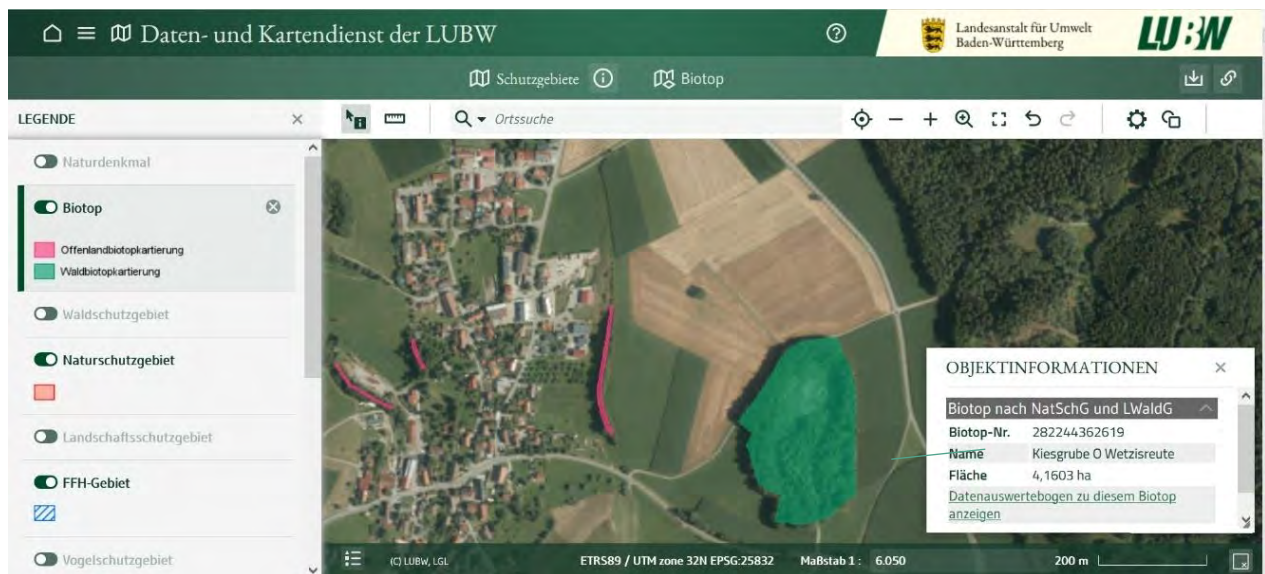 Daten- und Kartendienst der LUBW
Landesanstalt für Umwelt
Baden-Württemberg
LUBW
Schutzgebiete
Biotop
LEGENDE
Ortssuche
Naturdenkmal
Biotop
Offenlandbiotopkartierung
Waldbiotopkartierung
Waldschutzgebiet
Naturschutzgebiet
Landschaftsschutzgebiet
FFH-Gebiet
Vogelschutzgebiet
OBJEKTINFORMATIONEN
Biotop nach NatSchG und LWaldG
Biotop-Nr. 282244362619
Name Kiesgrube O Wetzisreute
Fläche 4,1603 ha
Datenauswertebogen zu diesem Biotop
anzeigen
(C) LUBW, LGL
ETRS89 / UTM zone 32N EPSG:25832
Maßstab 1 : 6.050
200 m